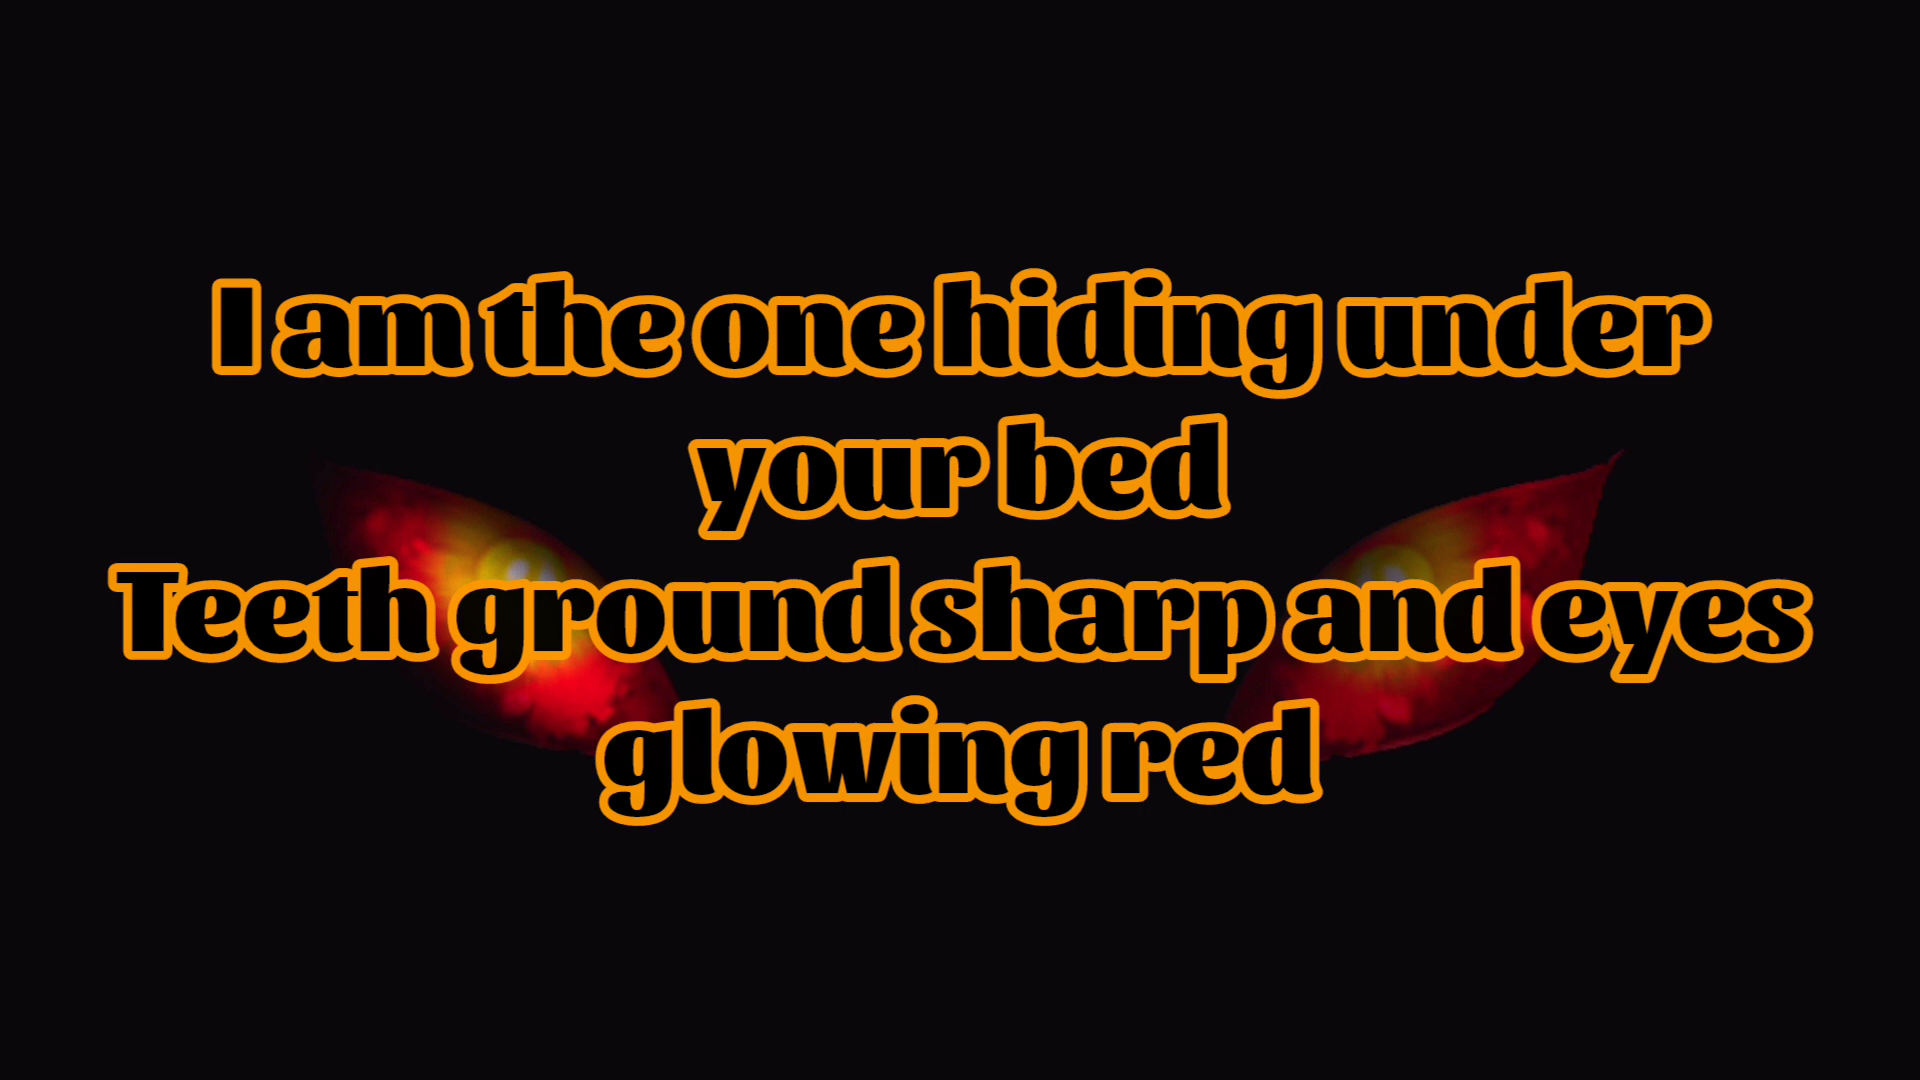 I am the one hiding under
your bed
Teeth ground sharp and eyes
glowing red